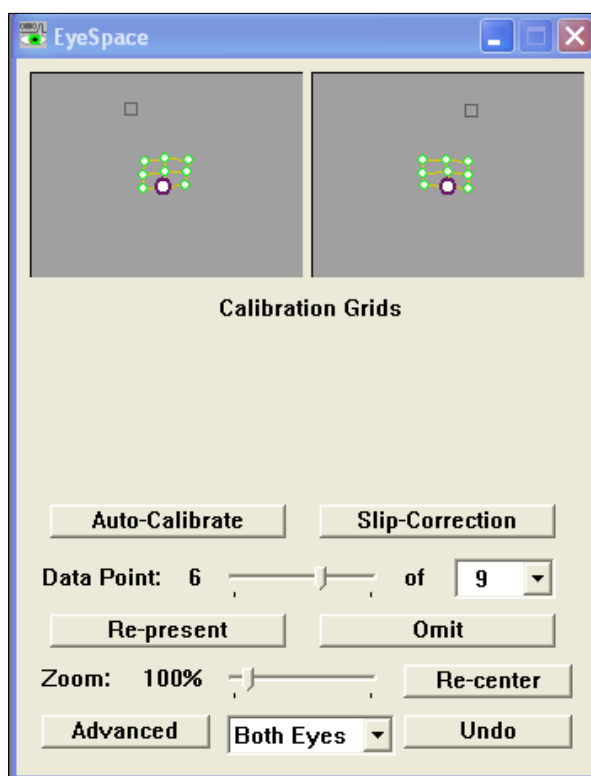 EyeSpace
Calibration Grids
Auto-Calibrate Slip-Correction
Data Point: 6 of 9
Re-present Omit
Zoom: 100% Re-center
Advanced Both Eyes Undo